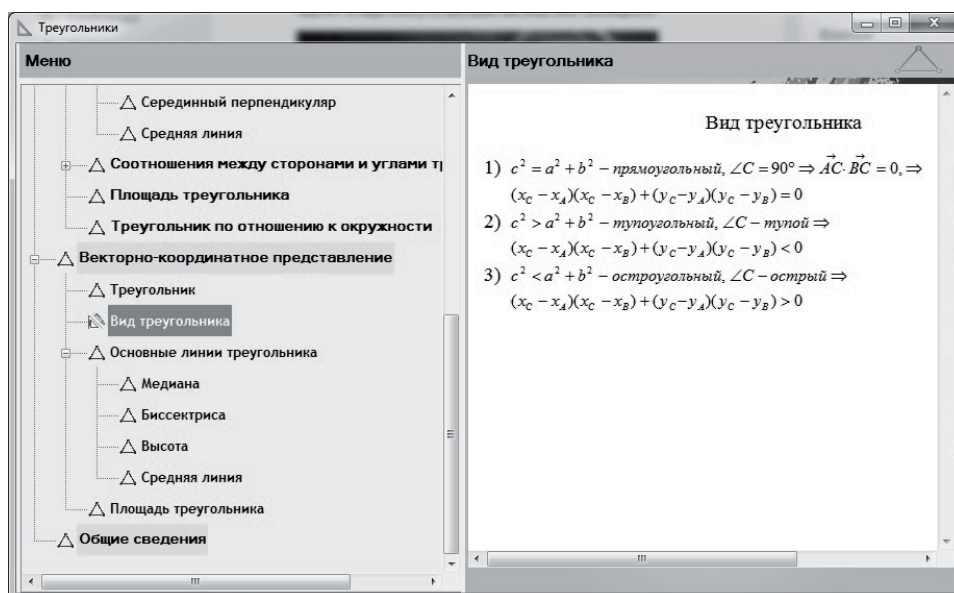 Треугольники
Меню
Серединный перпендикуляр
Средняя линия
Соотношения между сторонами и углами т
Площадь треугольника
Треугольник по отношению к окружности
Векторно-координатное представление
Треугольник
Вид треугольника
Основные линии треугольника
Медиана
Биссектриса
Высота
Средняя линия
Площадь треугольника
Общие сведения
Вид треугольника
Вид треугольника
1) c² = a² + b² – прямоугольный, ∠C = 90° ⇒ A⃗C · B⃗C = 0, ⇒
(x_C – x_A)(x_C – x_B) + (y_C – y_A)(y_C – y_B) = 0
2) c² > a² + b² – тупоугольный, ∠C – тупой ⇒
(x_C – x_A)(x_C – x_B) + (y_C – y_A)(y_C – y_B) < 0
3) c² < a² + b² – остроугольный, ∠C – острый ⇒
(x_C – x_A)(x_C – x_B) + (y_C – y_A)(y_C – y_B) > 0